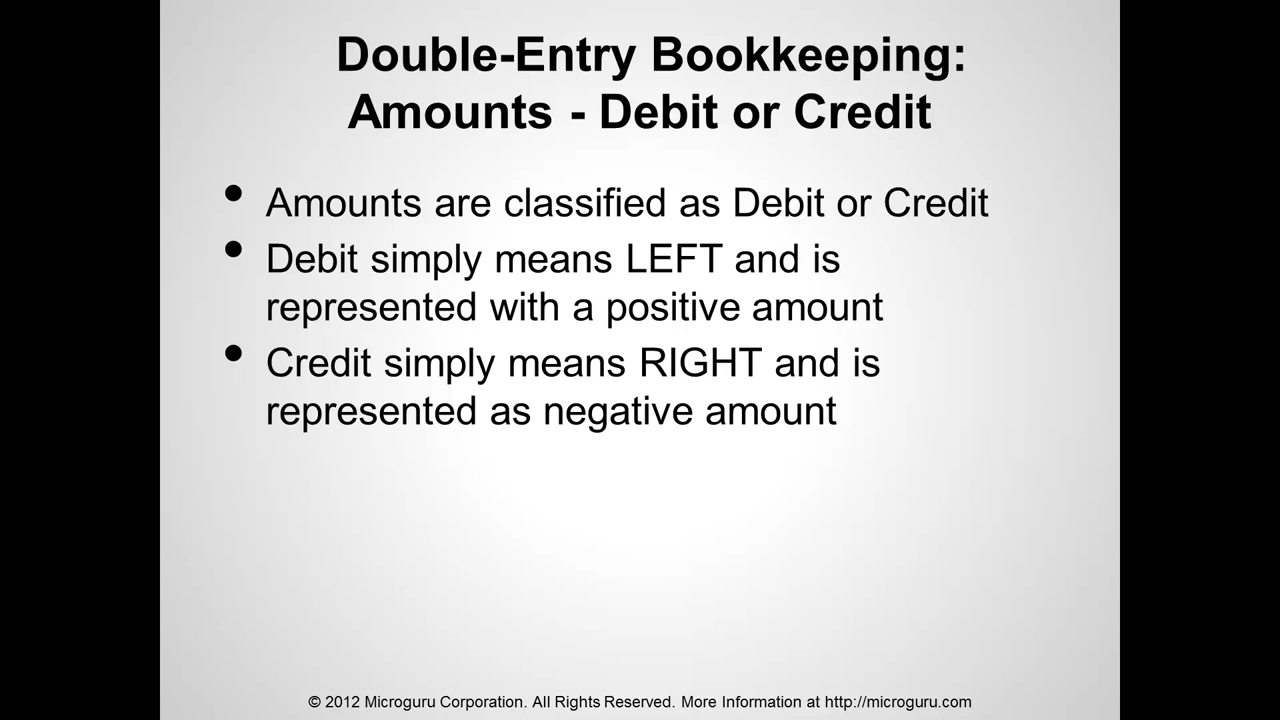 Double-Entry Bookkeeping:
Amounts - Debit or Credit
• Amounts are classified as Debit or Credit
• Debit simply means LEFT and is
represented with a positive amount
• Credit simply means RIGHT and is
represented as negative amount
© 2012 Microguru Corporation. All Rights Reserved. More Information at http://microguru.com